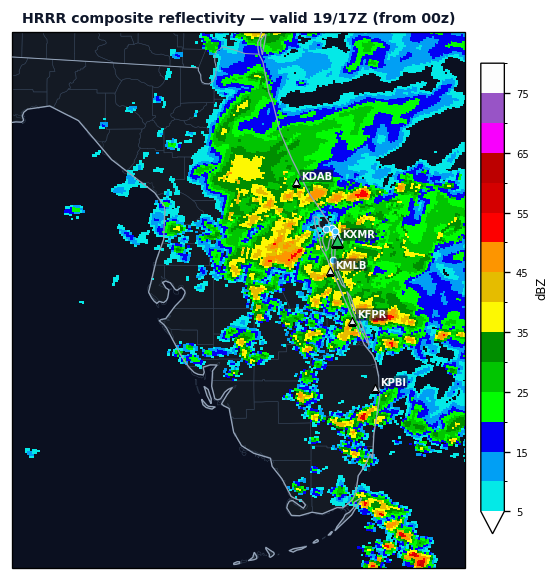 HRRR composite reflectivity — valid 19/17Z (from 00z)
KDAB
KXMR
KMLB
KFPR
KPBI
75
65
55
45
35
25
15
5
dBZ